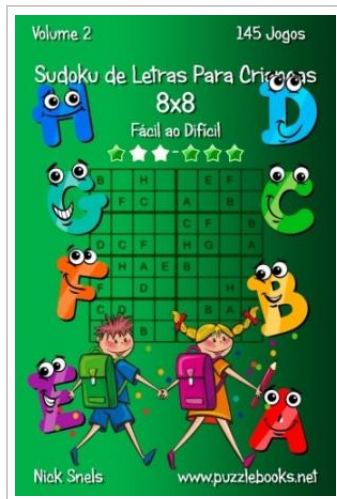 Volume 2 145 Jogos
Sudoku de Letras Para Crianças
8x8
Fácil ao Difícil
H D
B H E F
G C
F C A B
C F B
D C F H G A
H A E B
F B
F D H
C D B A
B
E A
Nick Snels www.puzzlebooks.net